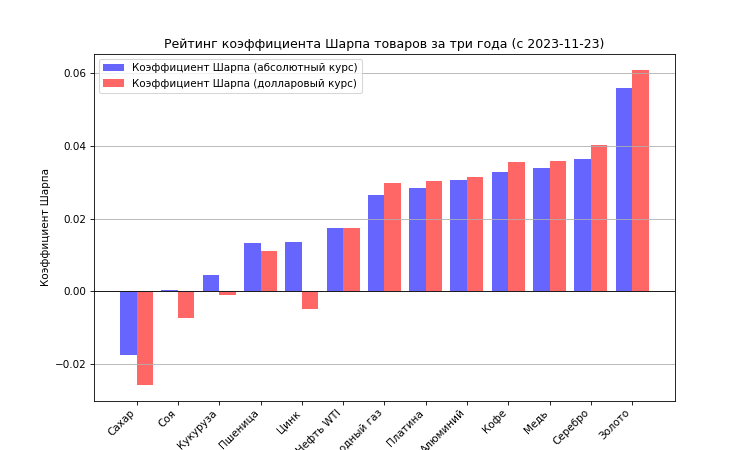 Рейтинг коэффициента Шарпа товаров за три года (с 2023-11-23)
Коэффициент Шарпа (абсолютный курс)
Коэффициент Шарпа (долларовый курс)
Коэффициент Шарпа
0.06
0.04
0.02
0.00
−0.02
Сахар
Соя
Кукуруза
Пшеница
Цинк
Нефть WTI
одный газ
Платина
Алюминий
Кофе
Медь
Серебро
Золото